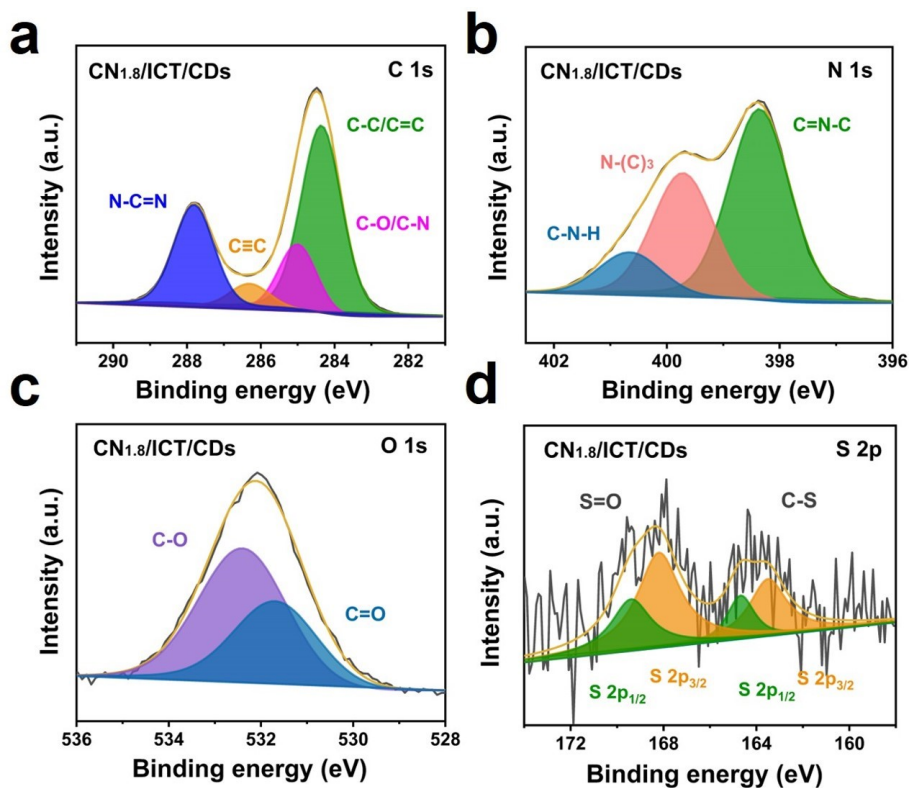 a
CN₁.₈/ICT/CDs
C 1s
C-C/C=C
N-C=N
C≡C
C-O/C-N
Intensity (a.u.)
290 288 286 284 282
Binding energy (eV)
b
CN₁.₈/ICT/CDs
N 1s
C=N-C
N-(C)₃
C-N-H
Intensity (a.u.)
402 400 398 396
Binding energy (eV)
c
CN₁.₈/ICT/CDs
O 1s
C-O
C=O
Intensity (a.u.)
536 534 532 530 528
Binding energy (eV)
d
CN₁.₈/ICT/CDs
S 2p
S=O
C-S
S 2p₁/₂
S 2p₃/₂
S 2p₁/₂
S 2p₃/₂
Intensity (a.u.)
172 168 164 160
Binding energy (eV)